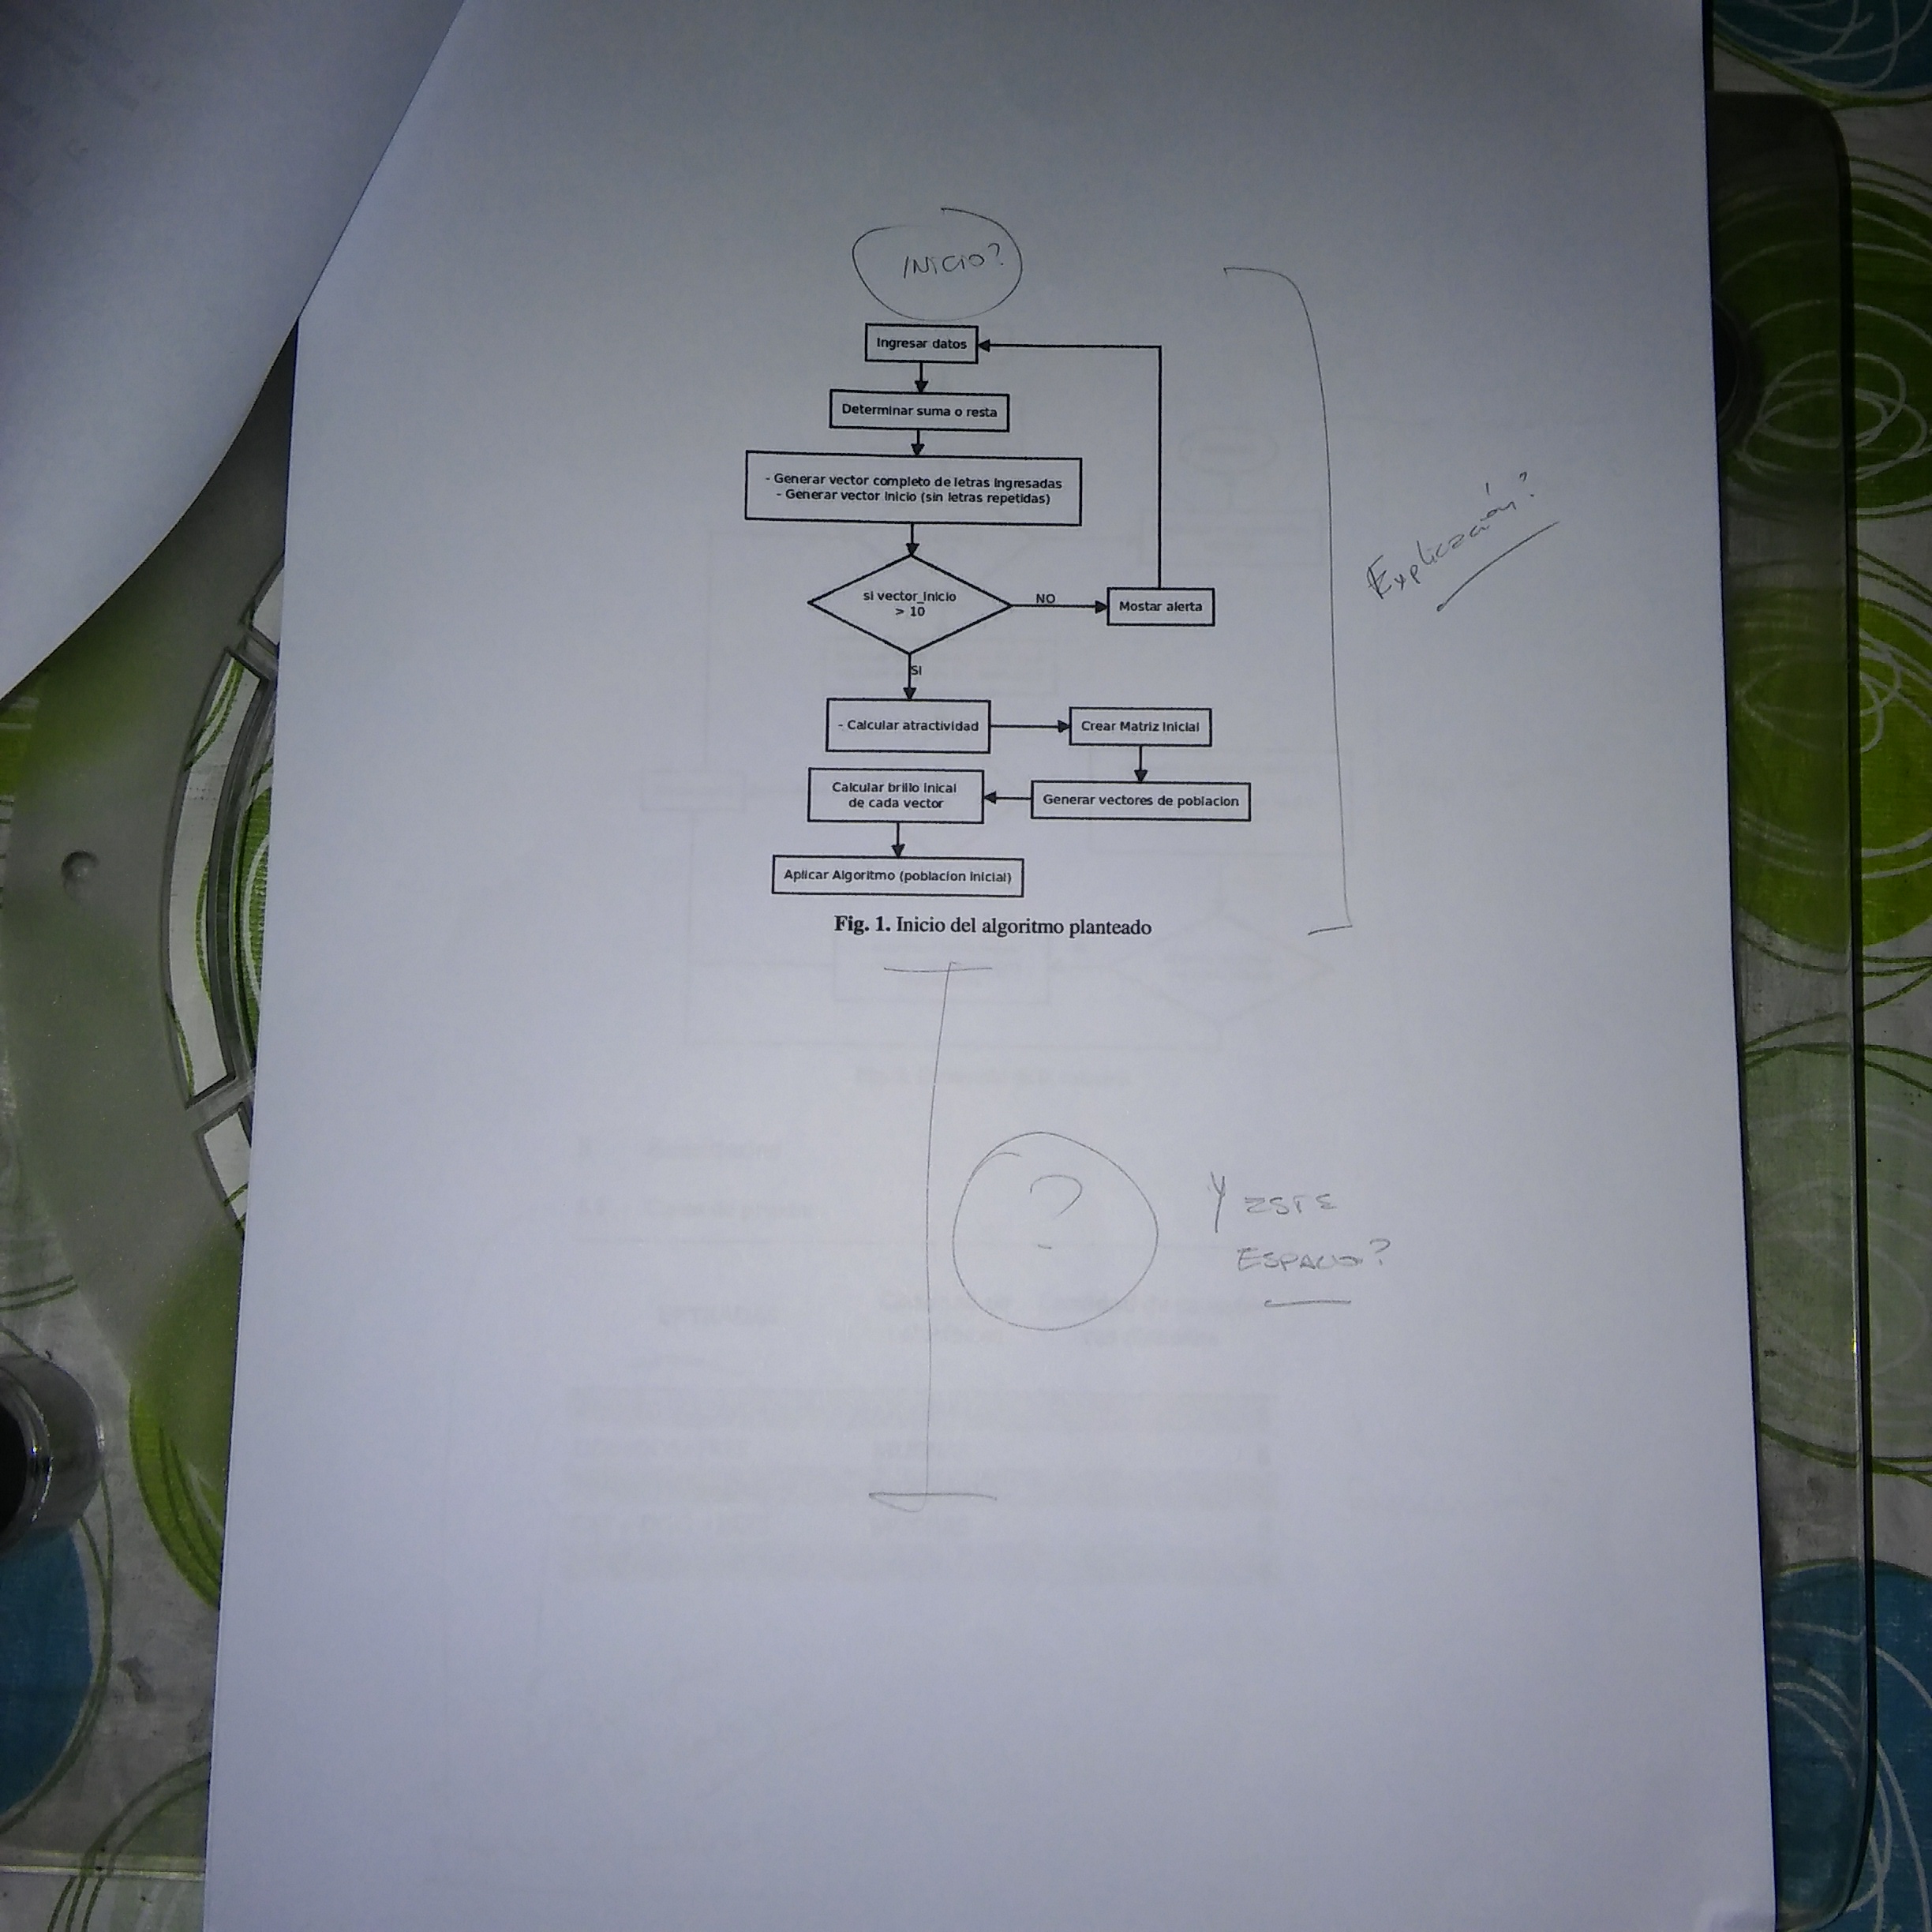 INICIO?
Ingresar datos
Determinar suma o resta
- Generar vector completo de letras ingresadas
- Generar vector inicio (sin letras repetidas)
si vector_inicio
> 10
NO
Mostar alerta
Explicación?
SI
- Calcular atractividad
Crear Matriz Inicial
Calcular brillo inical
de cada vector
Generar vectores de poblacion
Aplicar Algoritmo (poblacion inicial)
Fig. 1. Inicio del algoritmo planteado
?
Y ESTE
ESPACIO?